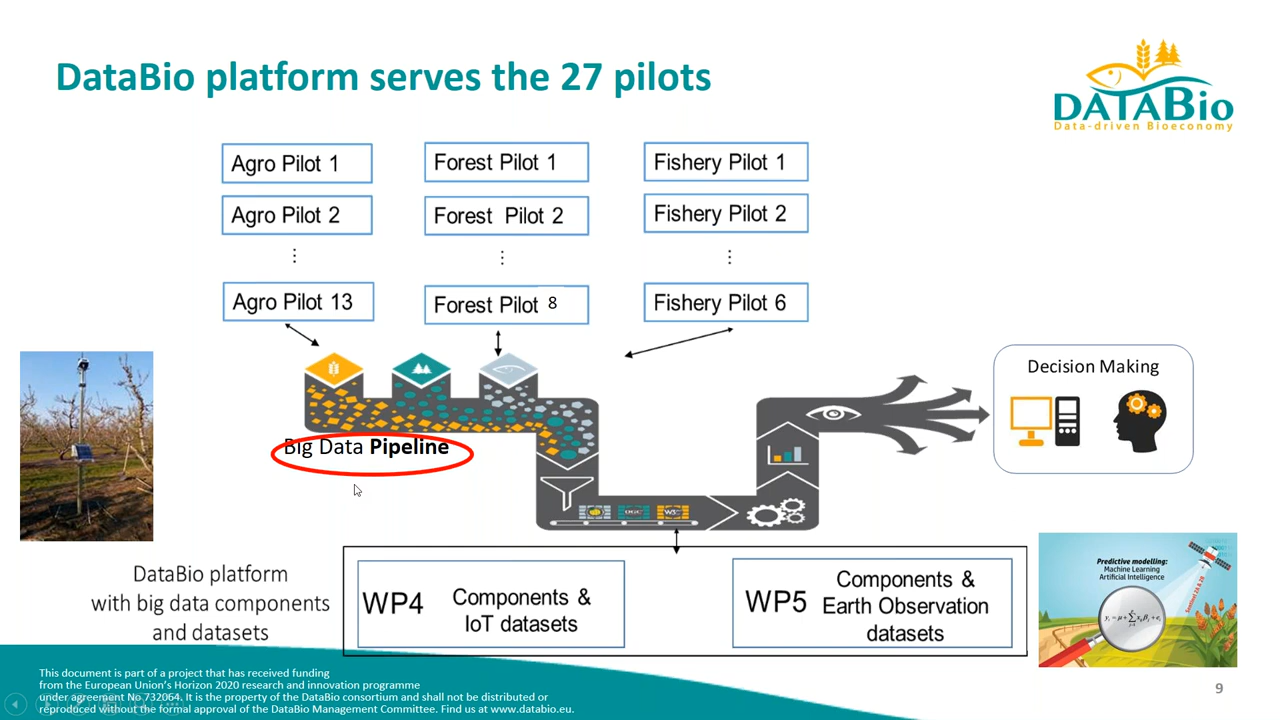 DataBio platform serves the 27 pilots
DATABio
Data-driven Bioeconomy
Agro Pilot 1
Forest Pilot 1
Fishery Pilot 1
Agro Pilot 2
Forest Pilot 2
Fishery Pilot 2
⋮
⋮
⋮
Agro Pilot 13
Forest Pilot 8
Fishery Pilot 6
Decision Making
Big Data Pipeline
OGC
W3C
Predictive modelling:
Machine Learning
Artificial Intelligence
Sentinel 2A & 2B
DataBio platform
with big data components
and datasets
WP4
Components &
IoT datasets
WP5
Components &
Earth Observation
datasets
This document is part of a project that has received funding
from the European Union's Horizon 2020 research and innovation programme
under agreement No 732064. It is the property of the DataBio consortium and shall not be distributed or
reproduced without the formal approval of the DataBio Management Committee. Find us at www.databio.eu.
9